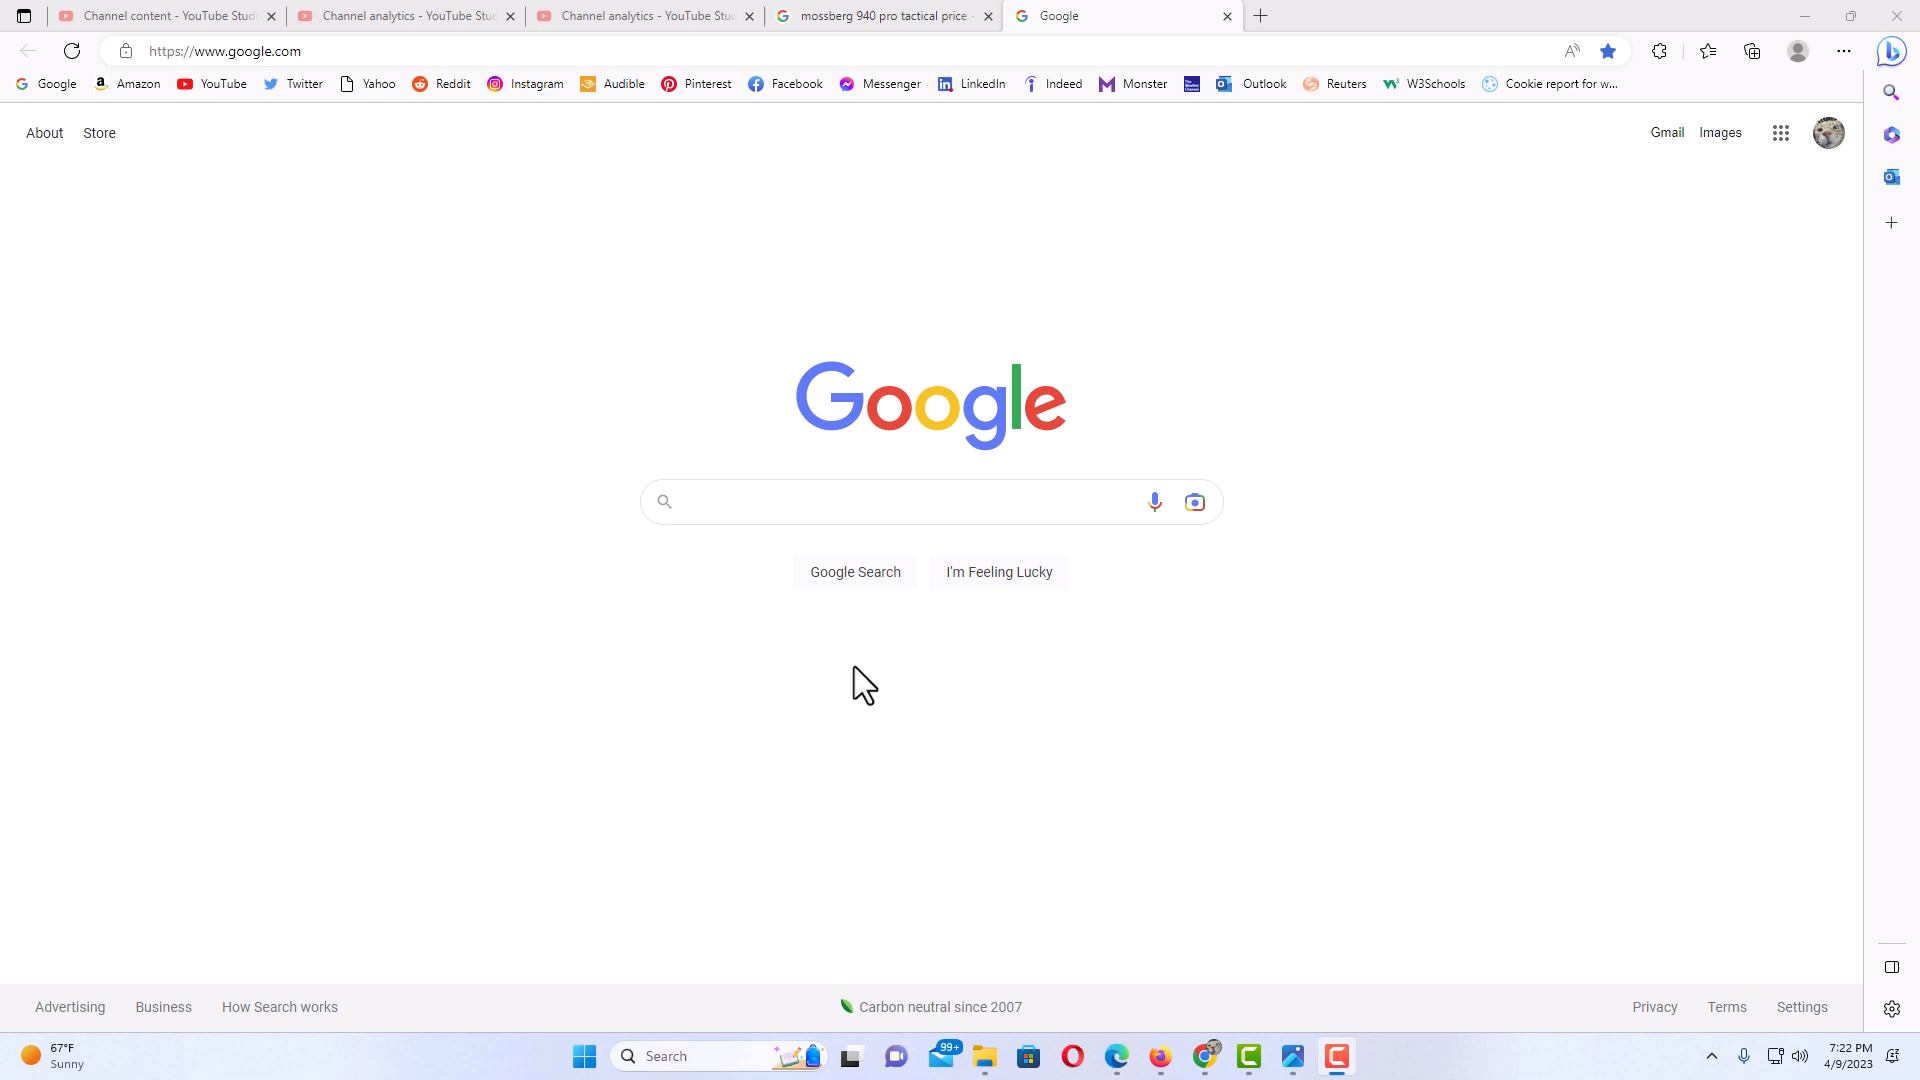 Channel content - YouTube Stud
Channel analytics - YouTube Stud
Channel analytics - YouTube Stud
mossberg 940 pro tactical price -
Google
https://www.google.com
Google
Amazon
YouTube
Twitter
Yahoo
Reddit
Instagram
Audible
Pinterest
Facebook
Messenger
LinkedIn
Indeed
Monster
Outlook
Reuters
W3Schools
Cookie report for w...
About
Store
Gmail
Images
Google
Google Search
I'm Feeling Lucky
Advertising
Business
How Search works
Carbon neutral since 2007
Privacy
Terms
Settings
67°F
Sunny
Search
99+
7:22 PM
4/9/2023